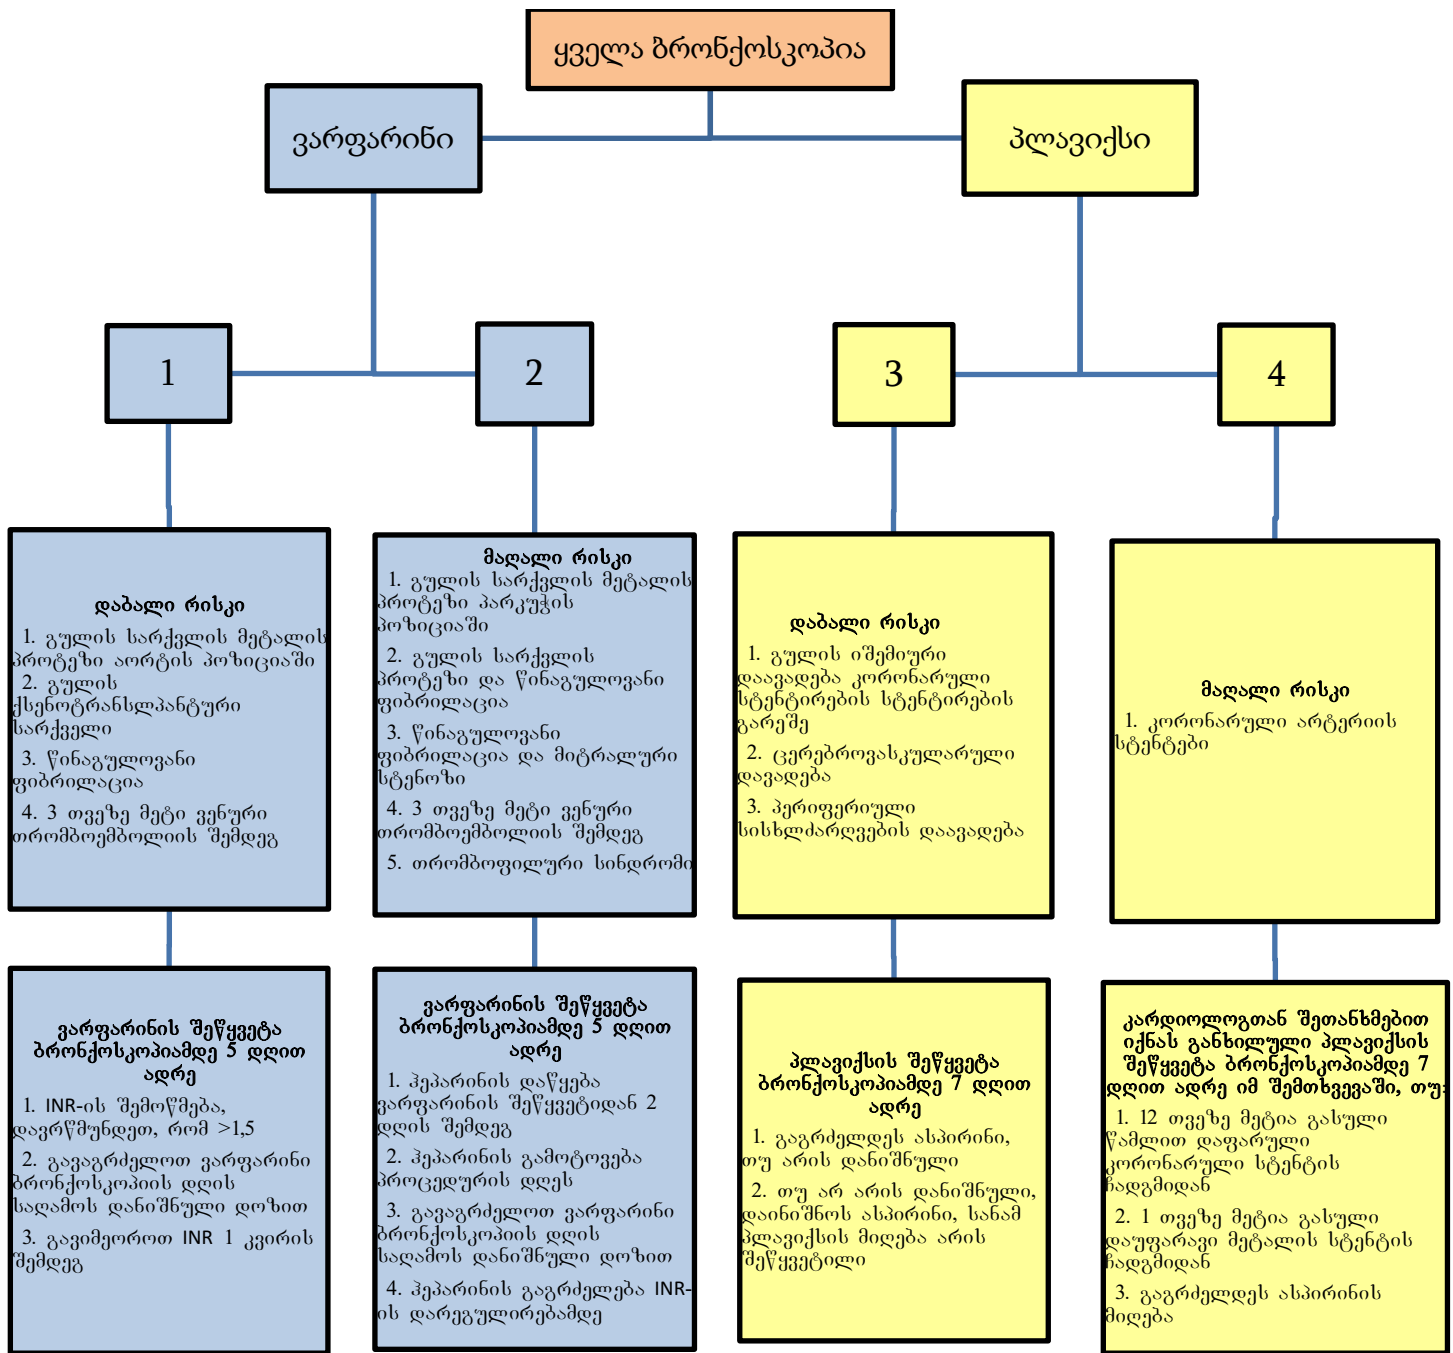 ყველა ბრონქოსკოპია
ვარფარინი
პლავიქსი
1
2
3
4
დაბალი რისკი
1. გულის სარქვლის მეტალის
პროტეზი აორტის პოზიციაში
2. გულის
ქსენოტრანსლპანტური
სარქველი
3. წინაგულოვანი
ფიბრილაცია
4. 3 თვეზე მეტი ვენური
თრომბოემბოლიის შემდეგ
მაღალი რისკი
1. გულის სარქვლის მეტალის
პროტეზი პარკუჭის
პოზიციაში
2. გულის სარქვლის
პროტეზი და წინაგულოვანი
ფიბრილაცია
3. წინაგულოვანი
ფიბრილაცია და მიტრალური
სტენოზი
4. 3 თვეზე მეტი ვენური
თრომბოემბოლიის შემდეგ
5. თრომბოფილური სინდრომი
დაბალი რისკი
1. გულის იშემიური
დაავადება კორონარული
სტენტირების სტენტირების
გარეშე
2. ცერებროვასკულარული
დავადება
3. პერიფერიული
სისხლძარღვების დაავადება
მაღალი რისკი
1. კორონარული არტერიის
სტენტები
ვარფარინის შეწყვეტა
ბრონქოსკოპიამდე 5 დღით
ადრე
1. INR-ის შემოწმება,
დავრწმუნდეთ, რომ >1,5
2. გავაგრძელოთ ვარფარინი
ბრონქოსკოპიის დღის
საღამოს დანიშნული დოზით
3. გავიმეოროთ INR 1 კვირის
შემდეგ
ვარფარინის შეწყვეტა
ბრონქოსკოპიამდე 5 დღით
ადრე
1. ჰეპარინის დაწყება
ვარფარინის შეწყვეტიდან 2
დღის შემდეგ
2. ჰეპარინის გამოტოვება
პროცედურის დღეს
3. გავაგრძელოთ ვარფარინი
ბრონქოსკოპიის დღის
საღამოს დანიშნული დოზით
4. ჰეპარინის გაგრძელება INR-
ის დარეგულირებამდე
პლავიქსის შეწყვეტა
ბრონქოსკოპიამდე 7 დღით
ადრე
1. გაგრძელდეს ასპირინი,
თუ არის დანიშნული
2. თუ არ არის დანიშნული,
დაინიშნოს ასპირინი, სანამ
პლავიქსის მიღება არის
შეწყვეტილი
კარდიოლოგთან შეთანხმებით
იქნას განხილული პლავიქსის
შეწყვეტა ბრონქოსკოპიამდე 7
დღით ადრე იმ შემთხვევაში, თუ:
1. 12 თვეზე მეტია გასული
წამლით დაფარული
კორონარული სტენტის
ჩადგმიდან
2. 1 თვეზე მეტია გასული
დაუფარავი მეტალის სტენტის
ჩადგმიდან
3. გაგრძელდეს ასპირინის
მიღება